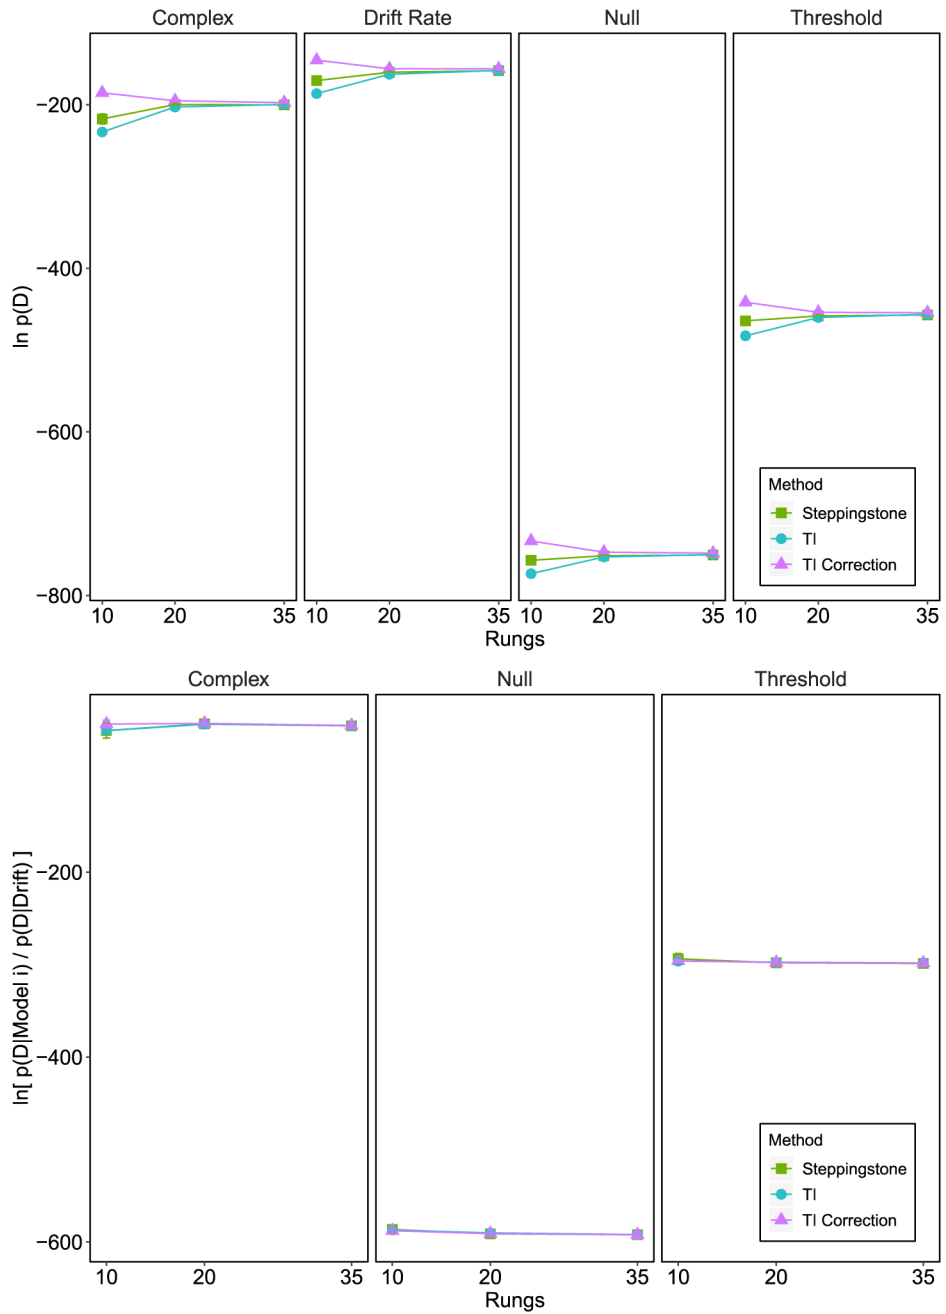 Complex Drift Rate Null Threshold
ln p(D)
−200
−400
−600
−800
Method
Steppingstone
TI
TI Correction
10 20 35 10 20 35 10 20 35 10 20 35
Rungs
Complex Null Threshold
ln[ p(D|Model i) / p(D|Drift) ]
−200
−400
−600
Method
Steppingstone
TI
TI Correction
10 20 35 10 20 35 10 20 35
Rungs